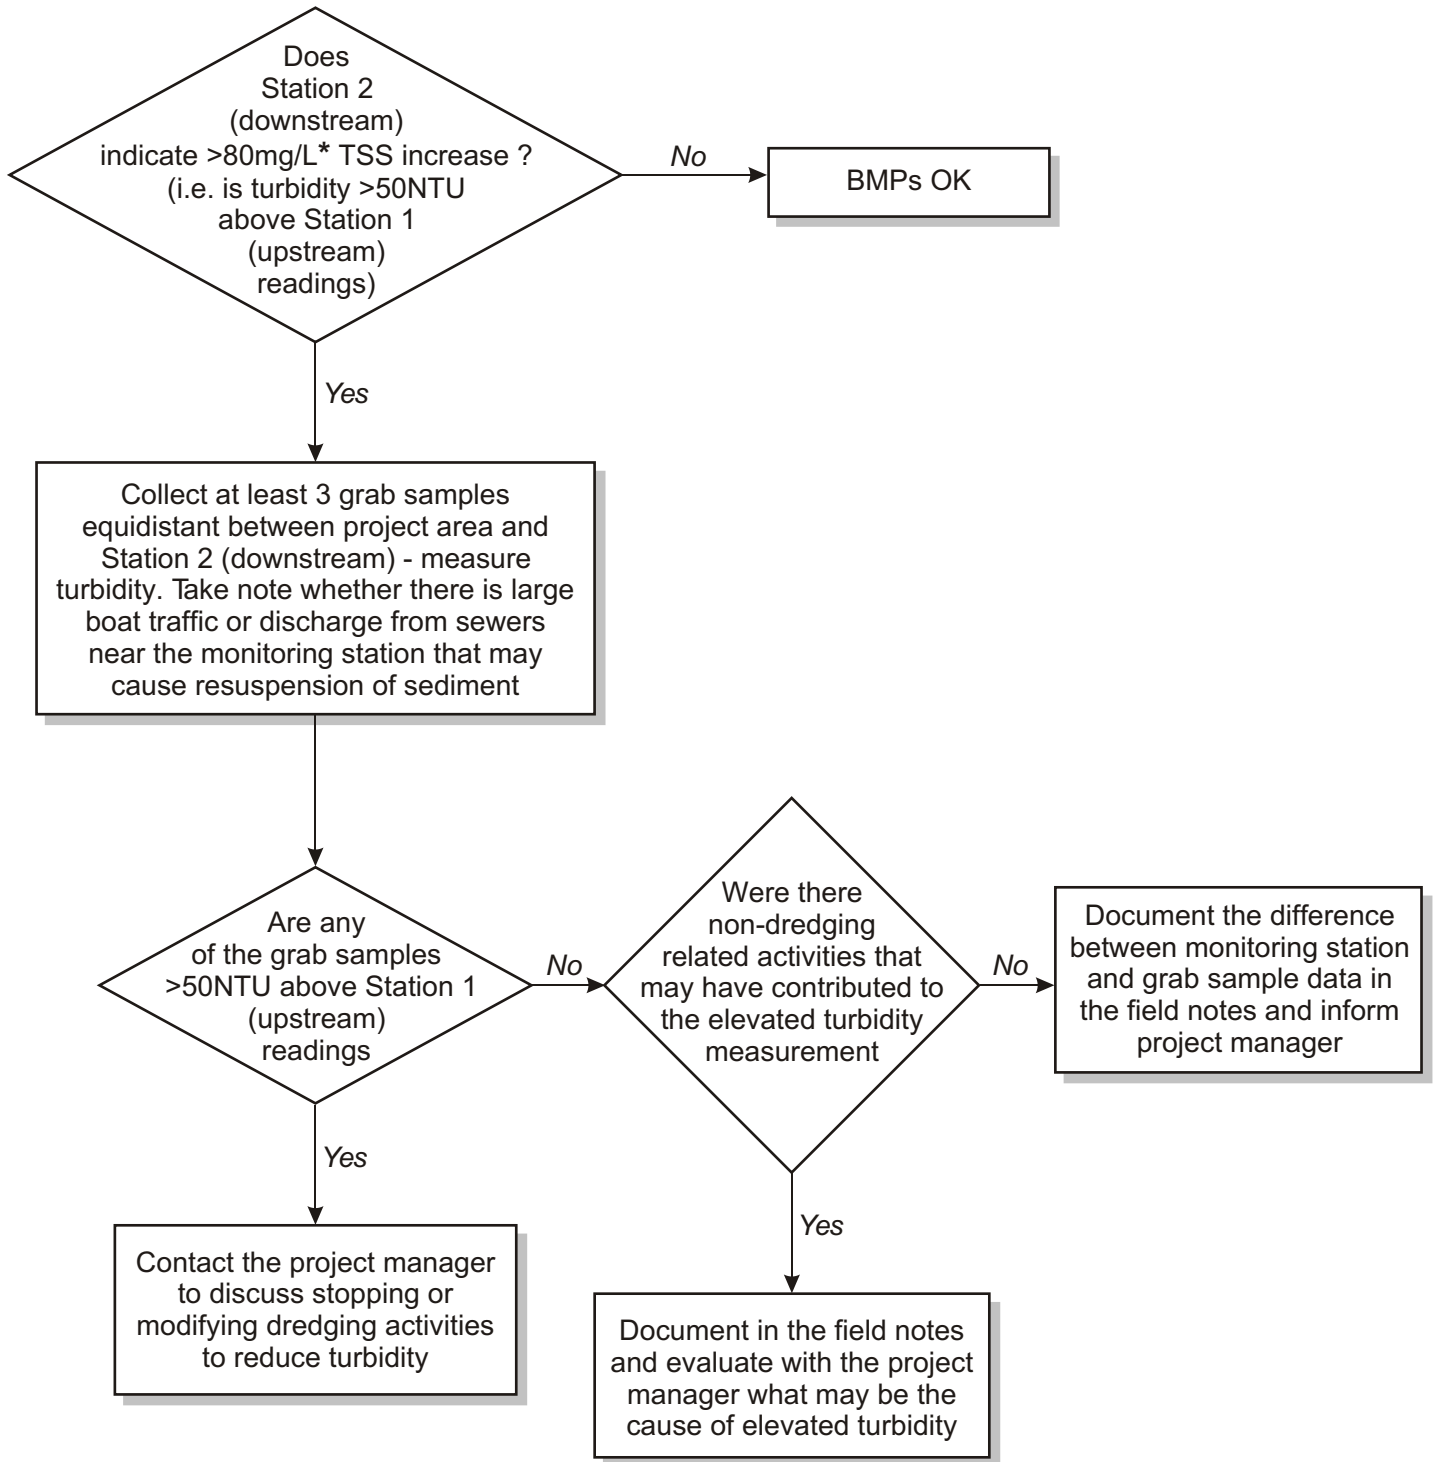 Does
Station 2
(downstream)
indicate >80mg/L* TSS increase ?
(i.e. is turbidity >50NTU
above Station 1
(upstream)
readings)
No
BMPs OK
Yes
Collect at least 3 grab samples
equidistant between project area and
Station 2 (downstream) - measure
turbidity. Take note whether there is large
boat traffic or discharge from sewers
near the monitoring station that may
cause resuspension of sediment
Are any
of the grab samples
>50NTU above Station 1
(upstream)
readings
No
Were there
non-dredging
related activities that
may have contributed to
the elevated turbidity
measurement
No
Document the difference
between monitoring station
and grab sample data in
the field notes and inform
project manager
Yes
Contact the project manager
to discuss stopping or
modifying dredging activities
to reduce turbidity
Yes
Document in the field notes
and evaluate with the project
manager what may be the
cause of elevated turbidity